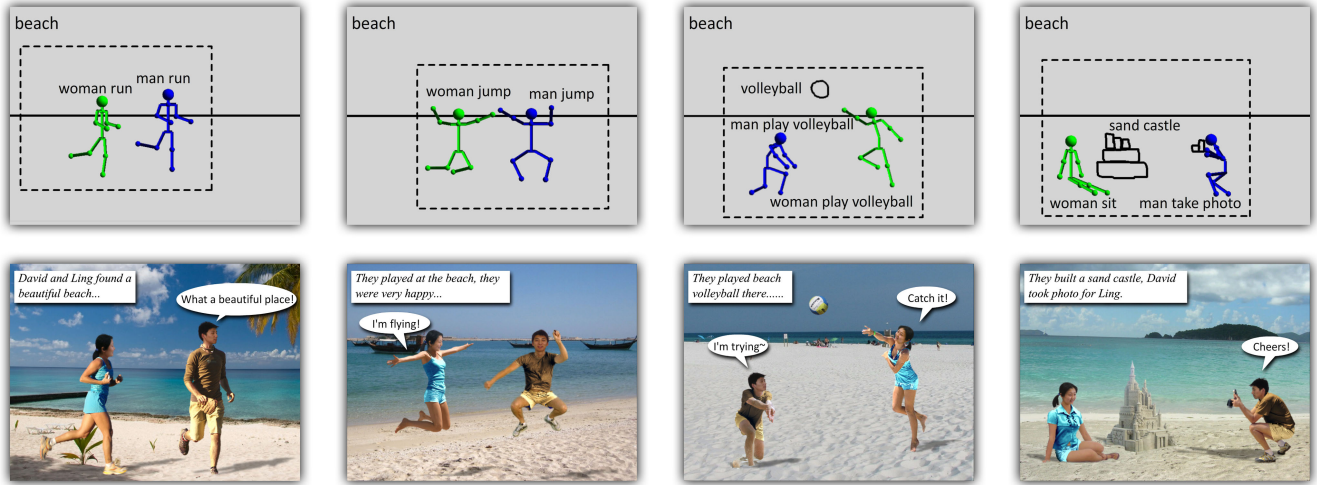 beach
woman run
man run
beach
woman jump
man jump
beach
volleyball
man play volleyball
woman play volleyball
beach
sand castle
woman sit
man take photo
David and Ling found a
beautiful beach...
What a beautiful place!
They played at the beach, they
were very happy...
I'm flying!
They played beach
volleyball there......
Catch it!
I'm trying~
They built a sand castle, David
took photo for Ling.
Cheers!